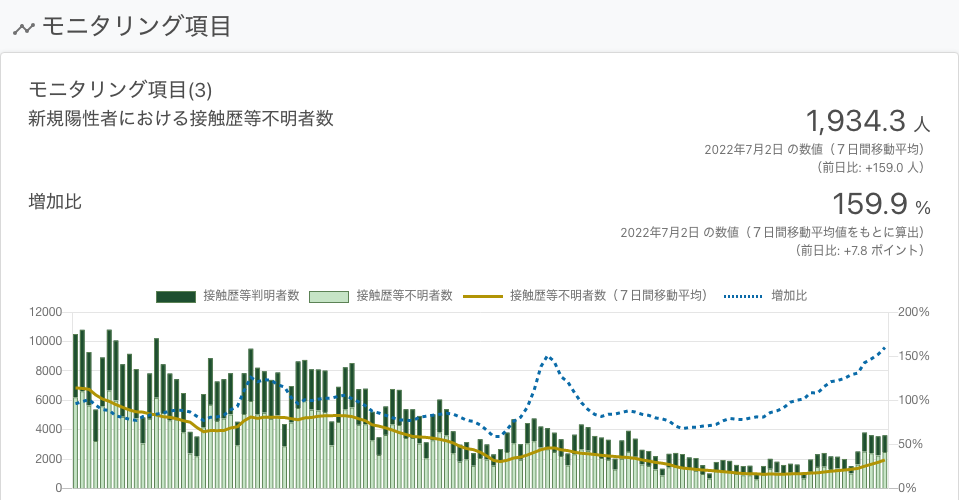 モニタリング項目
モニタリング項目(3)
新規陽性者における接触歴等不明者数
1,934.3 人
2022年7月2日 の数値（７日間移動平均）
（前日比: +159.0 人）
増加比
159.9 %
2022年7月2日 の数値（７日間移動平均値をもとに算出）
（前日比: +7.8 ポイント）
接触歴等判明者数 接触歴等不明者数 接触歴等不明者数（７日間移動平均） 増加比
12000 200%
10000
8000 150%
6000 100%
4000
2000 50%
0 0%